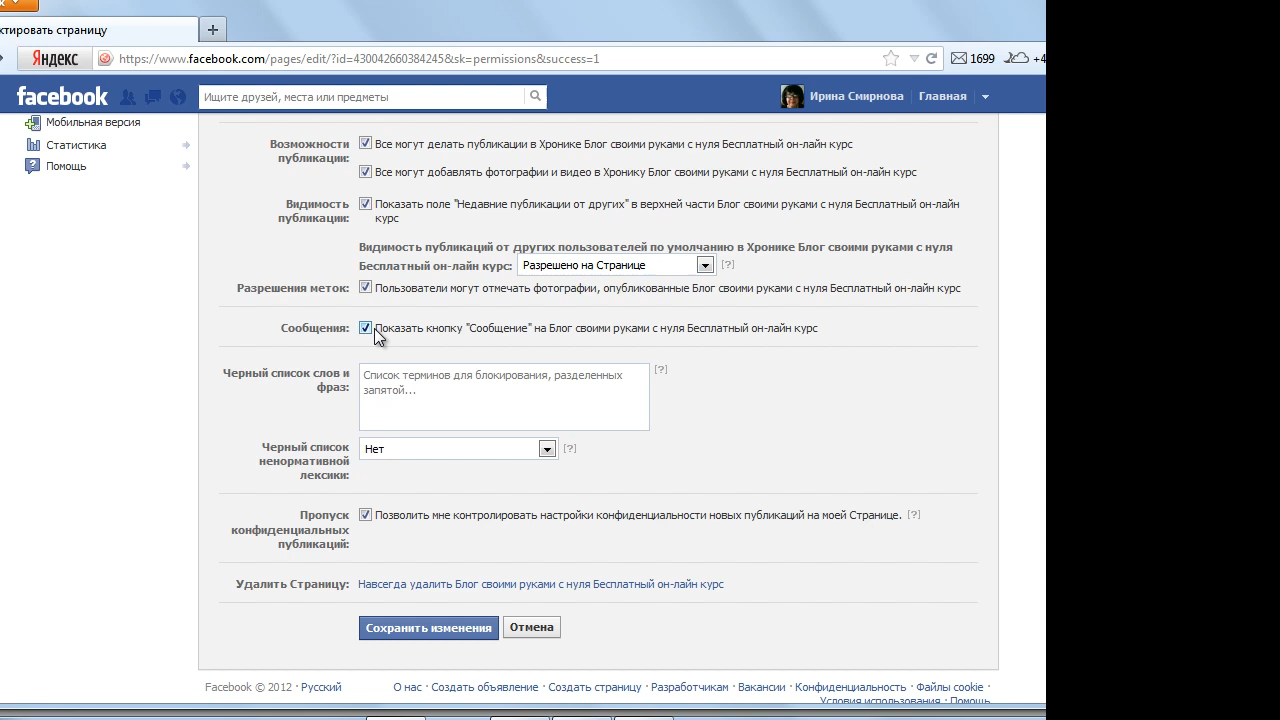 ктировать страницу
+
Яндекс
https://www.facebook.com/pages/edit/?id=430042660384245&sk=permissions&success=1
1699
+4
facebook
Ищите друзей, места или предметы
Ирина Смирнова
Главная
Мобильная версия
Статистика
Помощь
Возможности публикации:
Все могут делать публикации в Хронике Блог своими руками с нуля Бесплатный он-лайн курс
Все могут добавлять фотографии и видео в Хронику Блог своими руками с нуля Бесплатный он-лайн курс
Видимость публикации:
Показать поле "Недавние публикации от других" в верхней части Блог своими руками с нуля Бесплатный он-лайн
курс
Видимость публикаций от других пользователей по умолчанию в Хронике Блог своими руками с нуля
Бесплатный он-лайн курс: Разрешено на Странице [?]
Разрешения меток: Пользователи могут отмечать фотографии, опубликованные Блог своими руками с нуля Бесплатный он-лайн курс
Сообщения: Показать кнопку "Сообщение" на Блог своими руками с нуля Бесплатный он-лайн курс
Черный список слов и
фраз:
Список терминов для блокирования, разделенных
запятой...
[?]
Черный список
ненормативной
лексики:
Нет [?]
Пропуск
конфиденциальных
публикаций:
Позволить мне контролировать настройки конфиденциальности новых публикаций на моей Странице. [?]
Удалить Страницу: Навсегда удалить Блог своими руками с нуля Бесплатный он-лайн курс
Сохранить изменения Отмена
Facebook © 2012 · Русский
О нас · Создать объявление · Создать страницу · Разработчикам · Вакансии · Конфиденциальность · Файлы cookie ·
Условия использования · Помощь